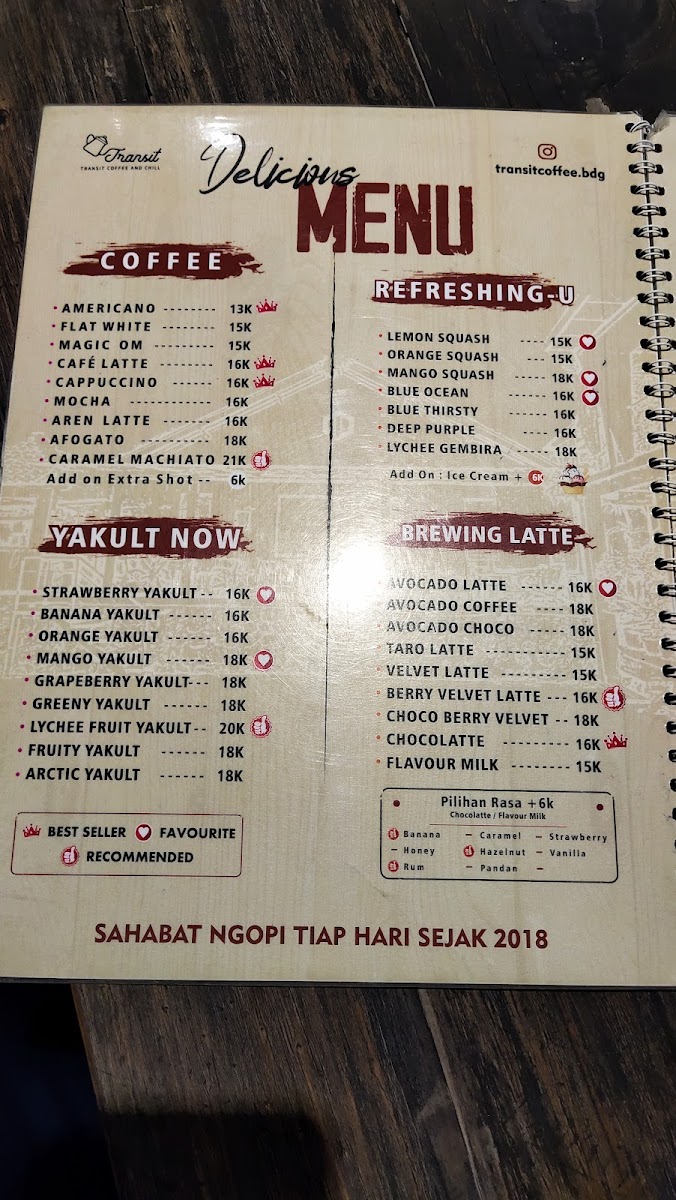 Transit
TRANSIT COFFEE AND CHILL
Delicious
MENU
transitcoffee.bdg
COFFEE
• AMERICANO -------- 13K
• FLAT WHITE -------- 15K
• MAGIC OM -------- 15K
• CAFÉ LATTE ------- 16K
• CAPPUCCINO ------ 16K
• MOCHA --------- 16K
• AREN LATTE ------ 16K
• AFOGATO ---------- 18K
• CARAMEL MACHIATO 21K
Add on Extra Shot -- 6k
REFRESHING-U
• LEMON SQUASH ---- 15K
• ORANGE SQUASH --- 15K
• MANGO SQUASH ----- 18K
• BLUE OCEAN ------ 16K
• BLUE THIRSTY ---- 16K
• DEEP PURPLE ---- 16K
• LYCHEE GEMBIRA ---- 18K
Add On : Ice Cream + 6K
YAKULT NOW
• STRAWBERRY YAKULT -- 16K
• BANANA YAKULT ------ 16K
• ORANGE YAKULT ------ 16K
• MANGO YAKULT ------ 18K
• GRAPEBERRY YAKULT --- 18K
• GREENY YAKULT ------ 18K
• LYCHEE FRUIT YAKULT -- 20K
• FRUITY YAKULT ------ 18K
• ARCTIC YAKULT ------ 18K
BREWING LATTE
• AVOCADO LATTE ------ 16K
• AVOCADO COFFEE ---- 18K
• AVOCADO CHOCO ----- 18K
• TARO LATTE --------- 15K
• VELVET LATTE ------- 15K
• BERRY VELVET LATTE --- 16K
• CHOCO BERRY VELVET -- 18K
• CHOCOLATTE --------- 16K
• FLAVOUR MILK ------- 15K
BEST SELLER FAVOURITE
RECOMMENDED
Pilihan Rasa +6k
Chocolatte / Flavour Milk
Banana – Caramel – Strawberry
– Honey Hazelnut – Vanilla
Rum – Pandan –
SAHABAT NGOPI TIAP HARI SEJAK 2018